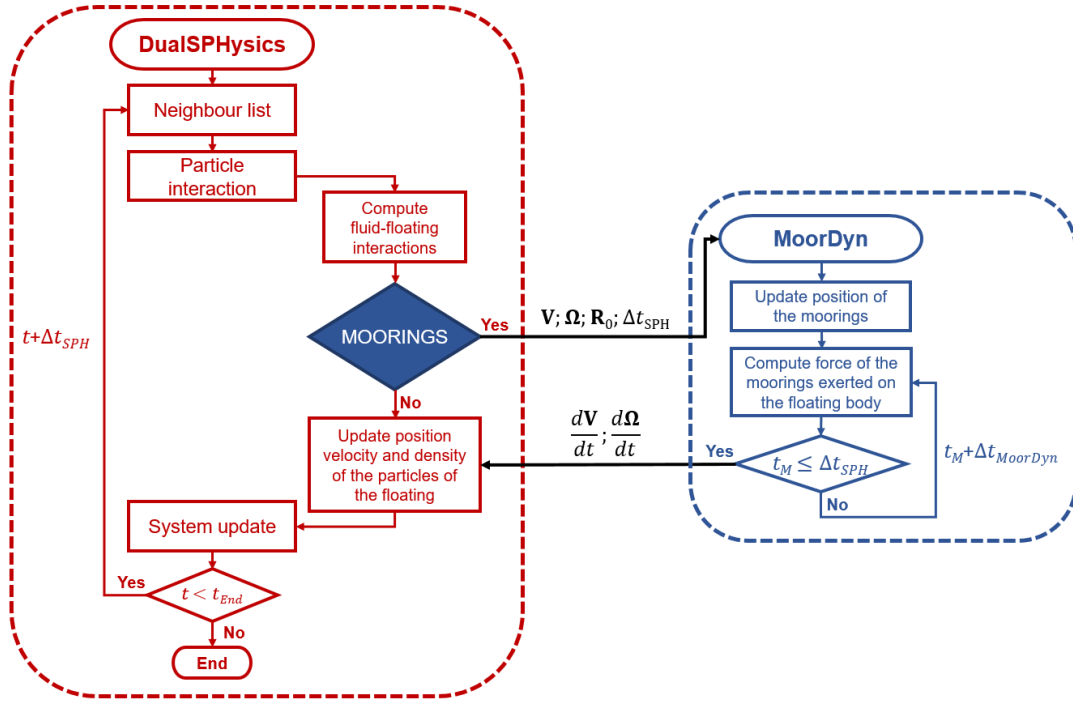 DualSPHysics
Neighbour list
Particle
interaction
Compute
fluid-floating
interactions
MOORINGS
Yes
No
t+Δt_SPH
Update position
velocity and density
of the particles of
the floating
System update
Yes
t < t_End
No
End
V; Ω; R_0; Δt_SPH
dV/dt ; dΩ/dt
MoorDyn
Update position of
the moorings
Compute force of the
moorings exerted on
the floating body
Yes
t_M ≤ Δt_SPH
No
t_M+Δt_MoorDyn